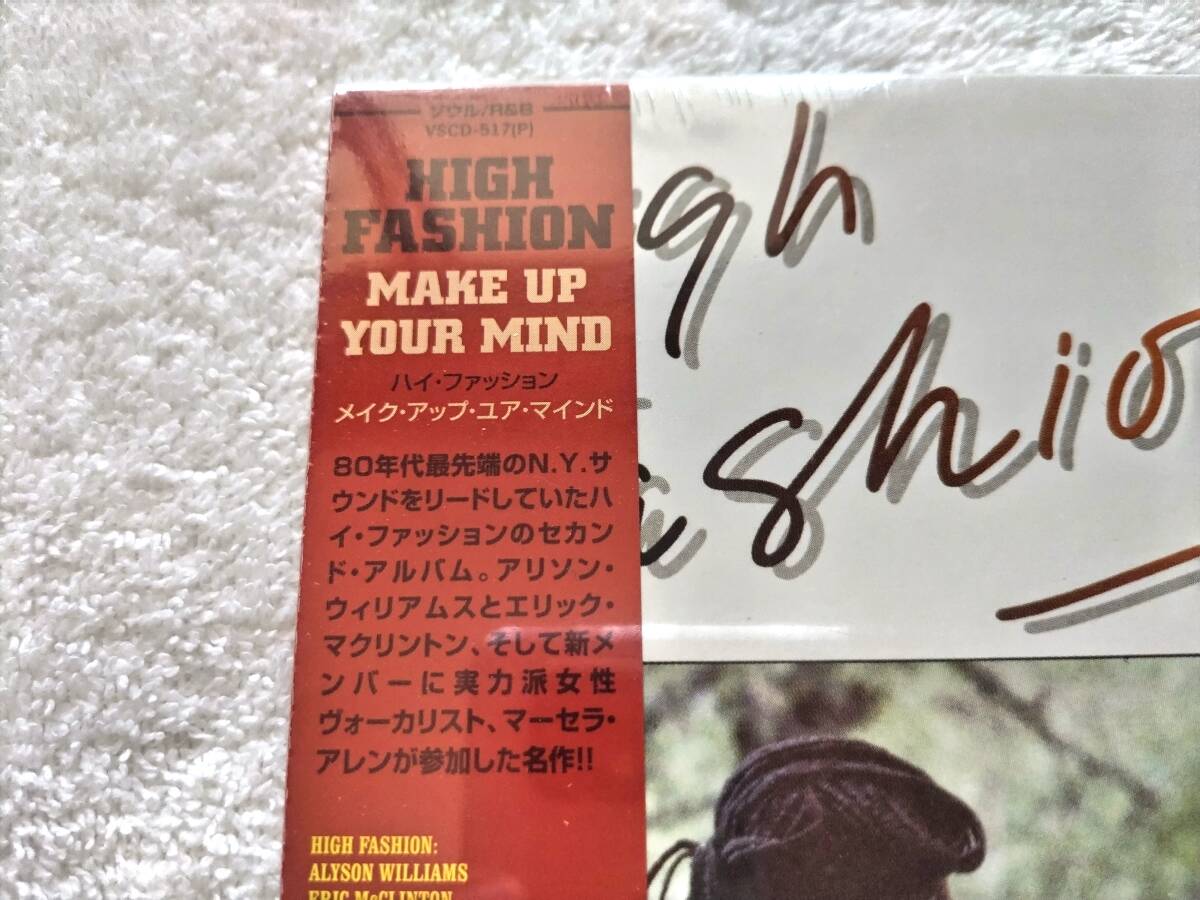 ソウル/R&B
VSCD-517(P)
HIGH
FASHION
MAKE UP
YOUR MIND
ハイ・ファッション
メイク・アップ・ユア・マインド
80年代最先端のN.Y.サ
ウンドをリードしていたハ
イ・ファッションのセカン
ド・アルバム。アリソン・
ウィリアムスとエリック・
マクリントン、そして新メ
ンバーに実力派女性
ヴォーカリスト、マーセラ・
アレンが参加した名作!!
HIGH FASHION:
ALYSON WILLIAMS
ERIC McCLINTON
gh
ashio